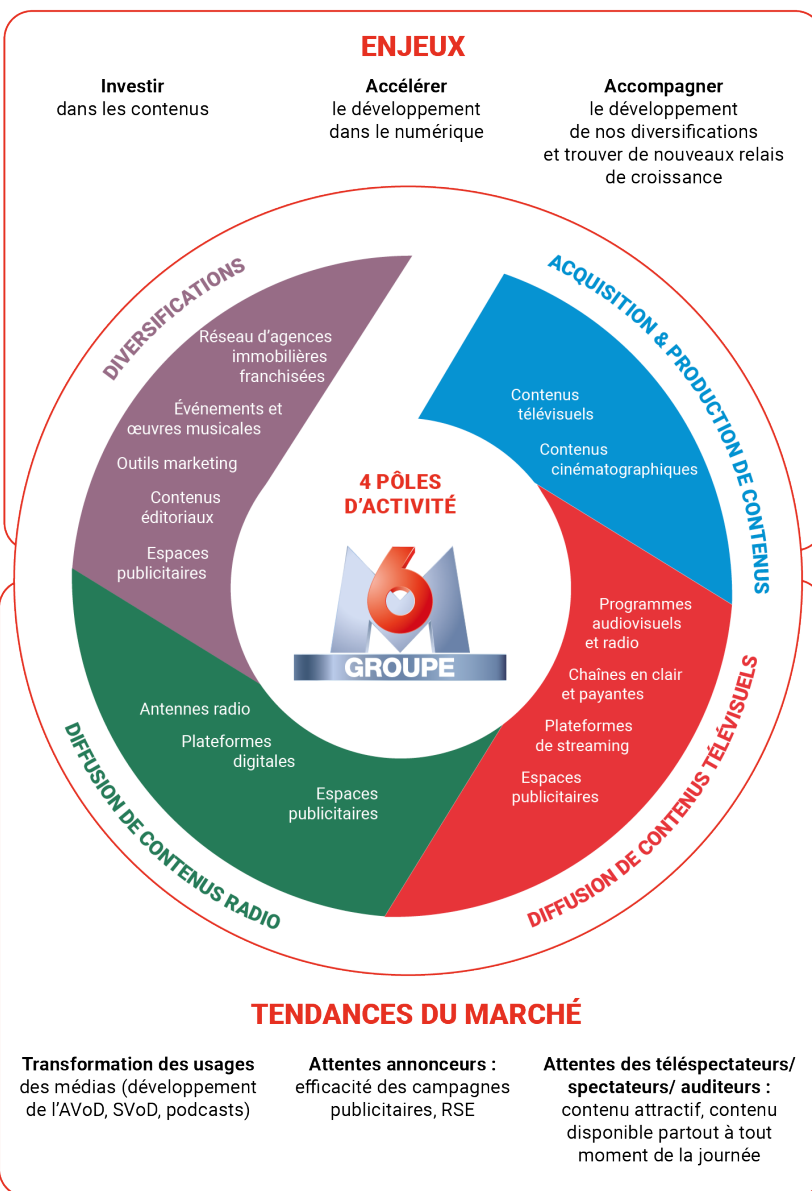 ENJEUX
Investir
dans les contenus
Accélérer
le développement
dans le numérique
Accompagner
le développement
de nos diversifications
et trouver de nouveaux relais
de croissance
DIVERSIFICATIONS
Réseau d’agences
immobilières
franchisées
Événements et
œuvres musicales
Outils marketing
Contenus
éditoriaux
Espaces
publicitaires
ACQUISITION & PRODUCTION DE CONTENUS
Contenus
télévisuels
Contenus
cinématographiques
4 PÔLES
D’ACTIVITÉ
M6
GROUPE
Programmes
audiovisuels
et radio
Chaînes en clair
et payantes
Plateformes
de streaming
Espaces
publicitaires
DIFFUSION DE CONTENUS TÉLÉVISUELS
Antennes radio
Plateformes
digitales
Espaces
publicitaires
DIFFUSION DE CONTENUS RADIO
TENDANCES DU MARCHÉ
Transformation des usages
des médias (développement
de l’AVoD, SVoD, podcasts)
Attentes annonceurs :
efficacité des campagnes
publicitaires, RSE
Attentes des téléspectateurs/
spectateurs/ auditeurs :
contenu attractif, contenu
disponible partout à tout
moment de la journée